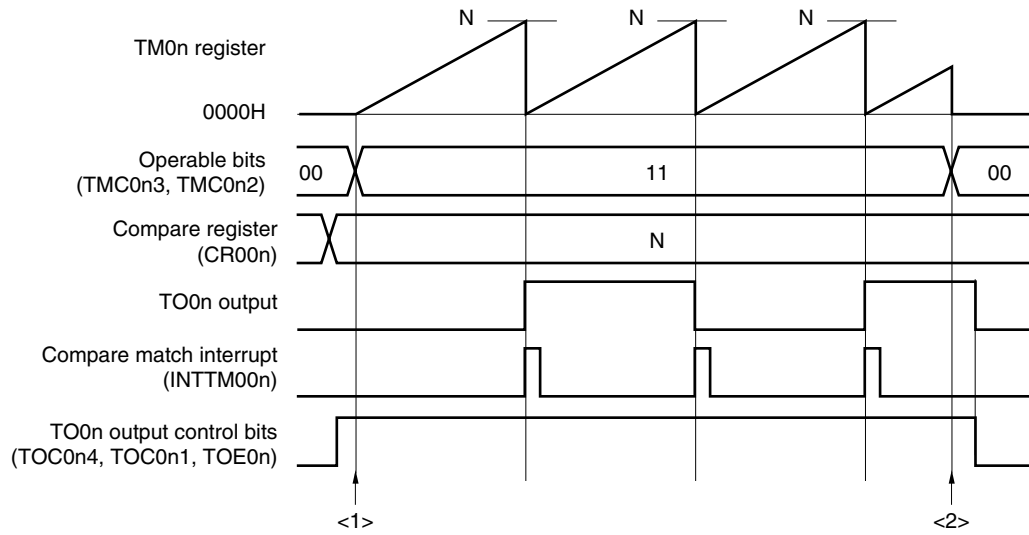 N N N
TM0n register
0000H
Operable bits
(TMC0n3, TMC0n2)
00 11 00
Compare register
(CR00n)
N
TO0n output
Compare match interrupt
(INTTM00n)
TO0n output control bits
(TOC0n4, TOC0n1, TOE0n)
<1> <2>